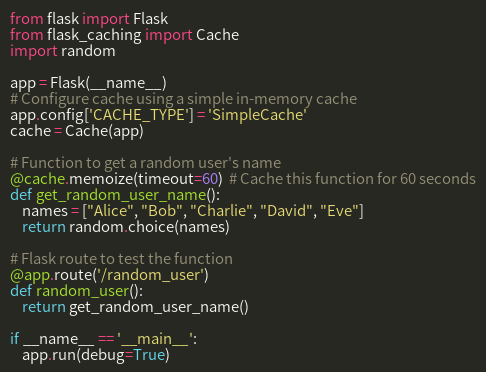 from flask import Flask
from flask_caching import Cache
import random

app = Flask(__name__)
# Configure cache using a simple in-memory cache
app.config['CACHE_TYPE'] = 'SimpleCache'
cache = Cache(app)

# Function to get a random user's name
@cache.memoize(timeout=60)  # Cache this function for 60 seconds
def get_random_user_name():
    names = ["Alice", "Bob", "Charlie", "David", "Eve"]
    return random.choice(names)

# Flask route to test the function
@app.route('/random_user')
def random_user():
    return get_random_user_name()

if __name__ == '__main__':
    app.run(debug=True)